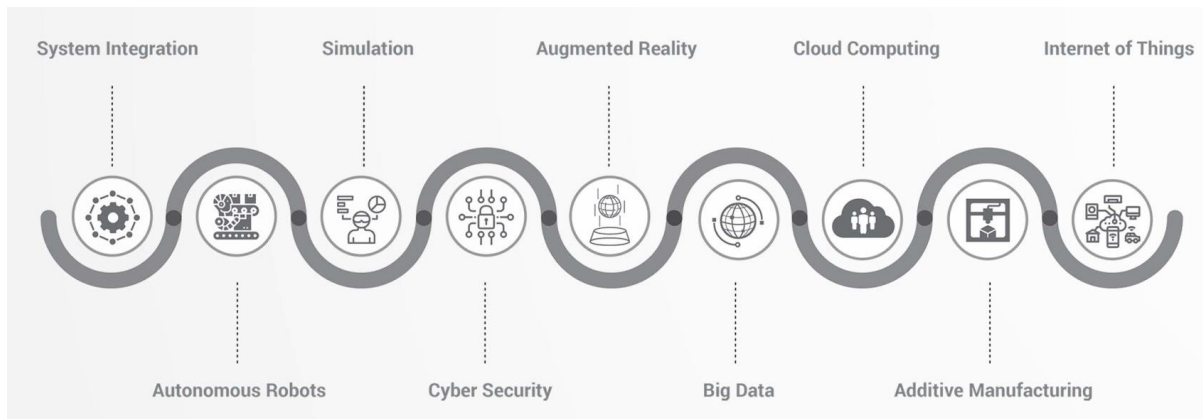 System Integration
Simulation
Augmented Reality
Cloud Computing
Internet of Things
Autonomous Robots
Cyber Security
Big Data
Additive Manufacturing